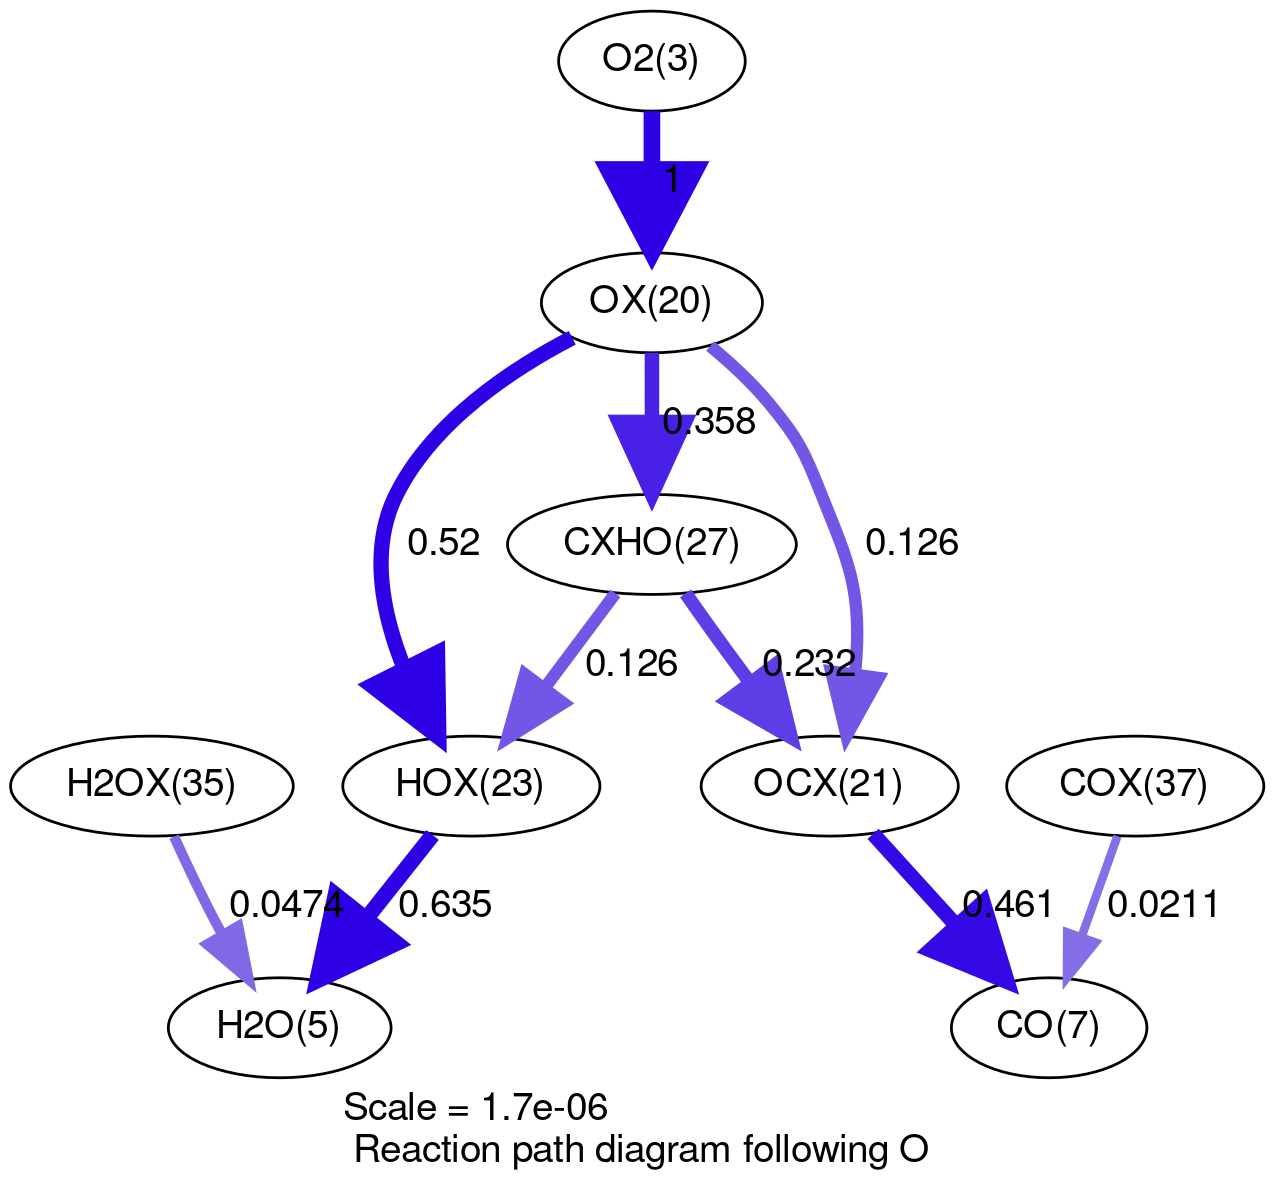 O2(3)
1
OX(20)
0.358
0.52
CXHO(27)
0.126
0.126
0.232
H2OX(35)
HOX(23)
OCX(21)
COX(37)
0.0474
0.635
0.461
0.0211
H2O(5)
CO(7)
Scale = 1.7e-06
Reaction path diagram following O